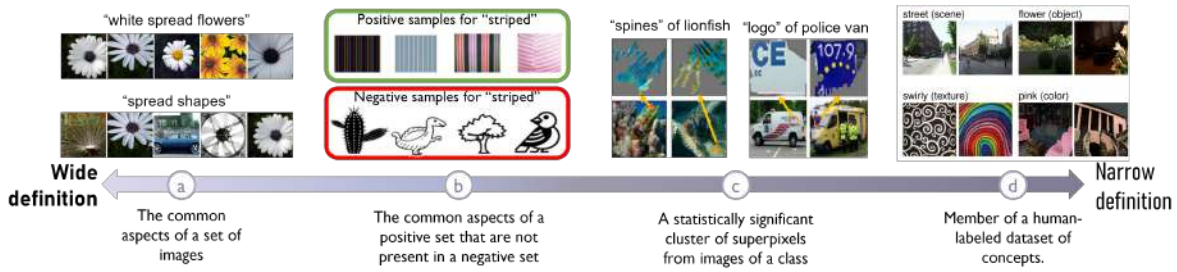 "white spread flowers"
"spread shapes"
Positive samples for "striped"
Negative samples for "striped"
"spines" of lionfish
"logo" of police van
CE
107.9
street (scene)
flower (object)
swirly (texture)
pink (color)
Wide
definition
a
b
c
d
Narrow
definition
The common
aspects of a set of
images
The common aspects of a
positive set that are not
present in a negative set
A statistically significant
cluster of superpixels
from images of a class
Member of a human-
labeled dataset of
concepts.